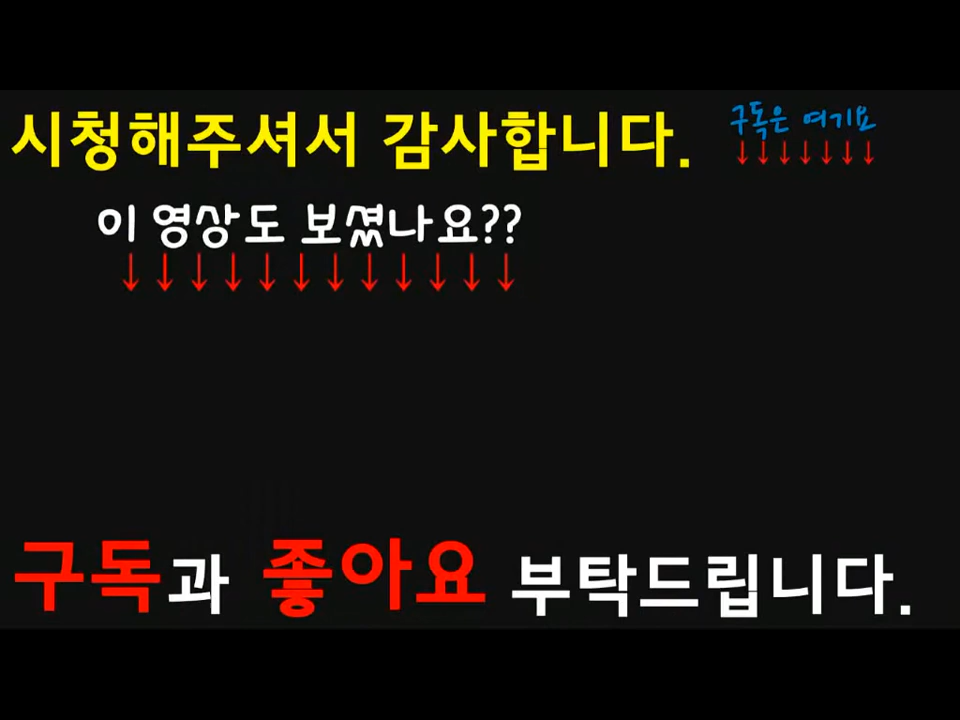 시청해주셔서 감사합니다.
구독은 여기요
↓↓↓↓↓↓↓
이 영상도 보셨나요??
↓↓↓↓↓↓↓↓↓↓↓↓
구독과 좋아요 부탁드립니다.